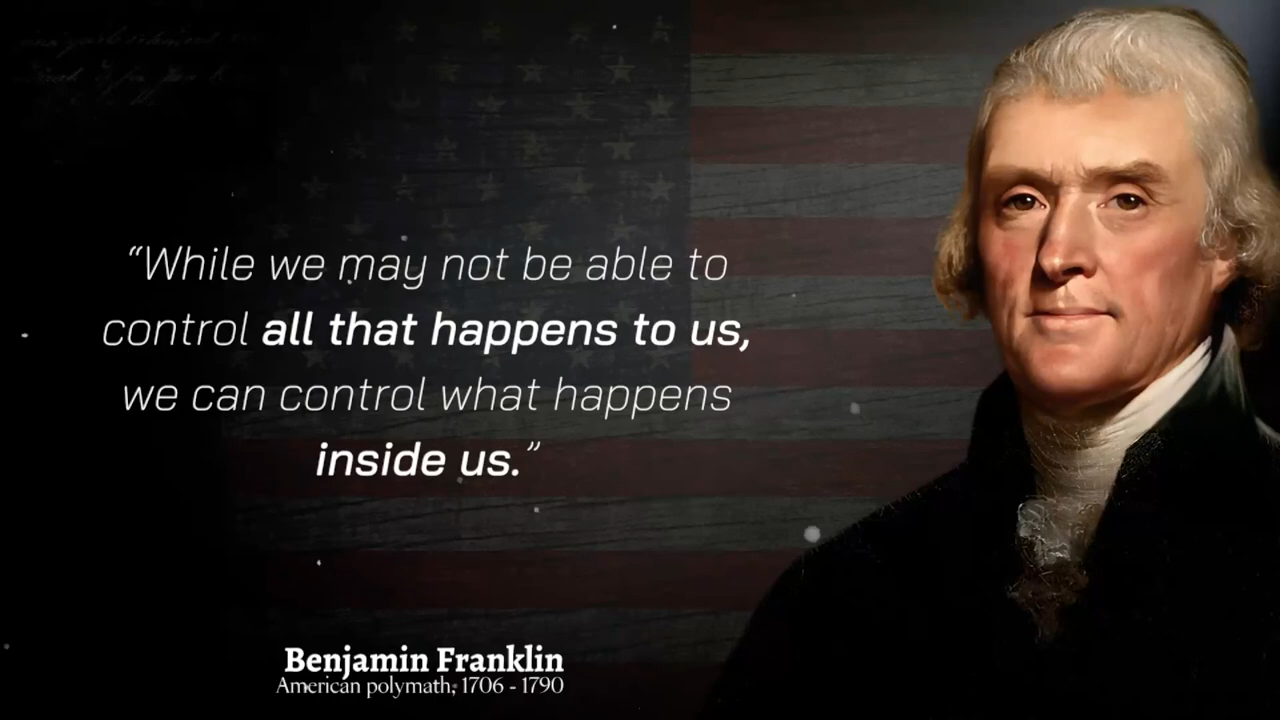 “While we may not be able to
control all that happens to us,
we can control what happens
inside us.”
Benjamin Franklin
American polymath, 1706 - 1790